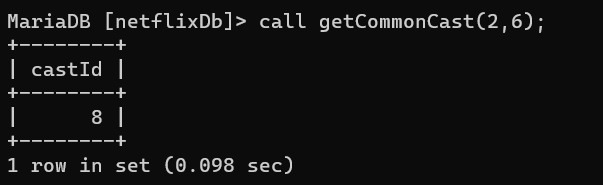 MariaDB [netflixDb]> call getCommonCast(2,6);
+--------+
| castId |
+--------+
|      8 |
+--------+
1 row in set (0.098 sec)